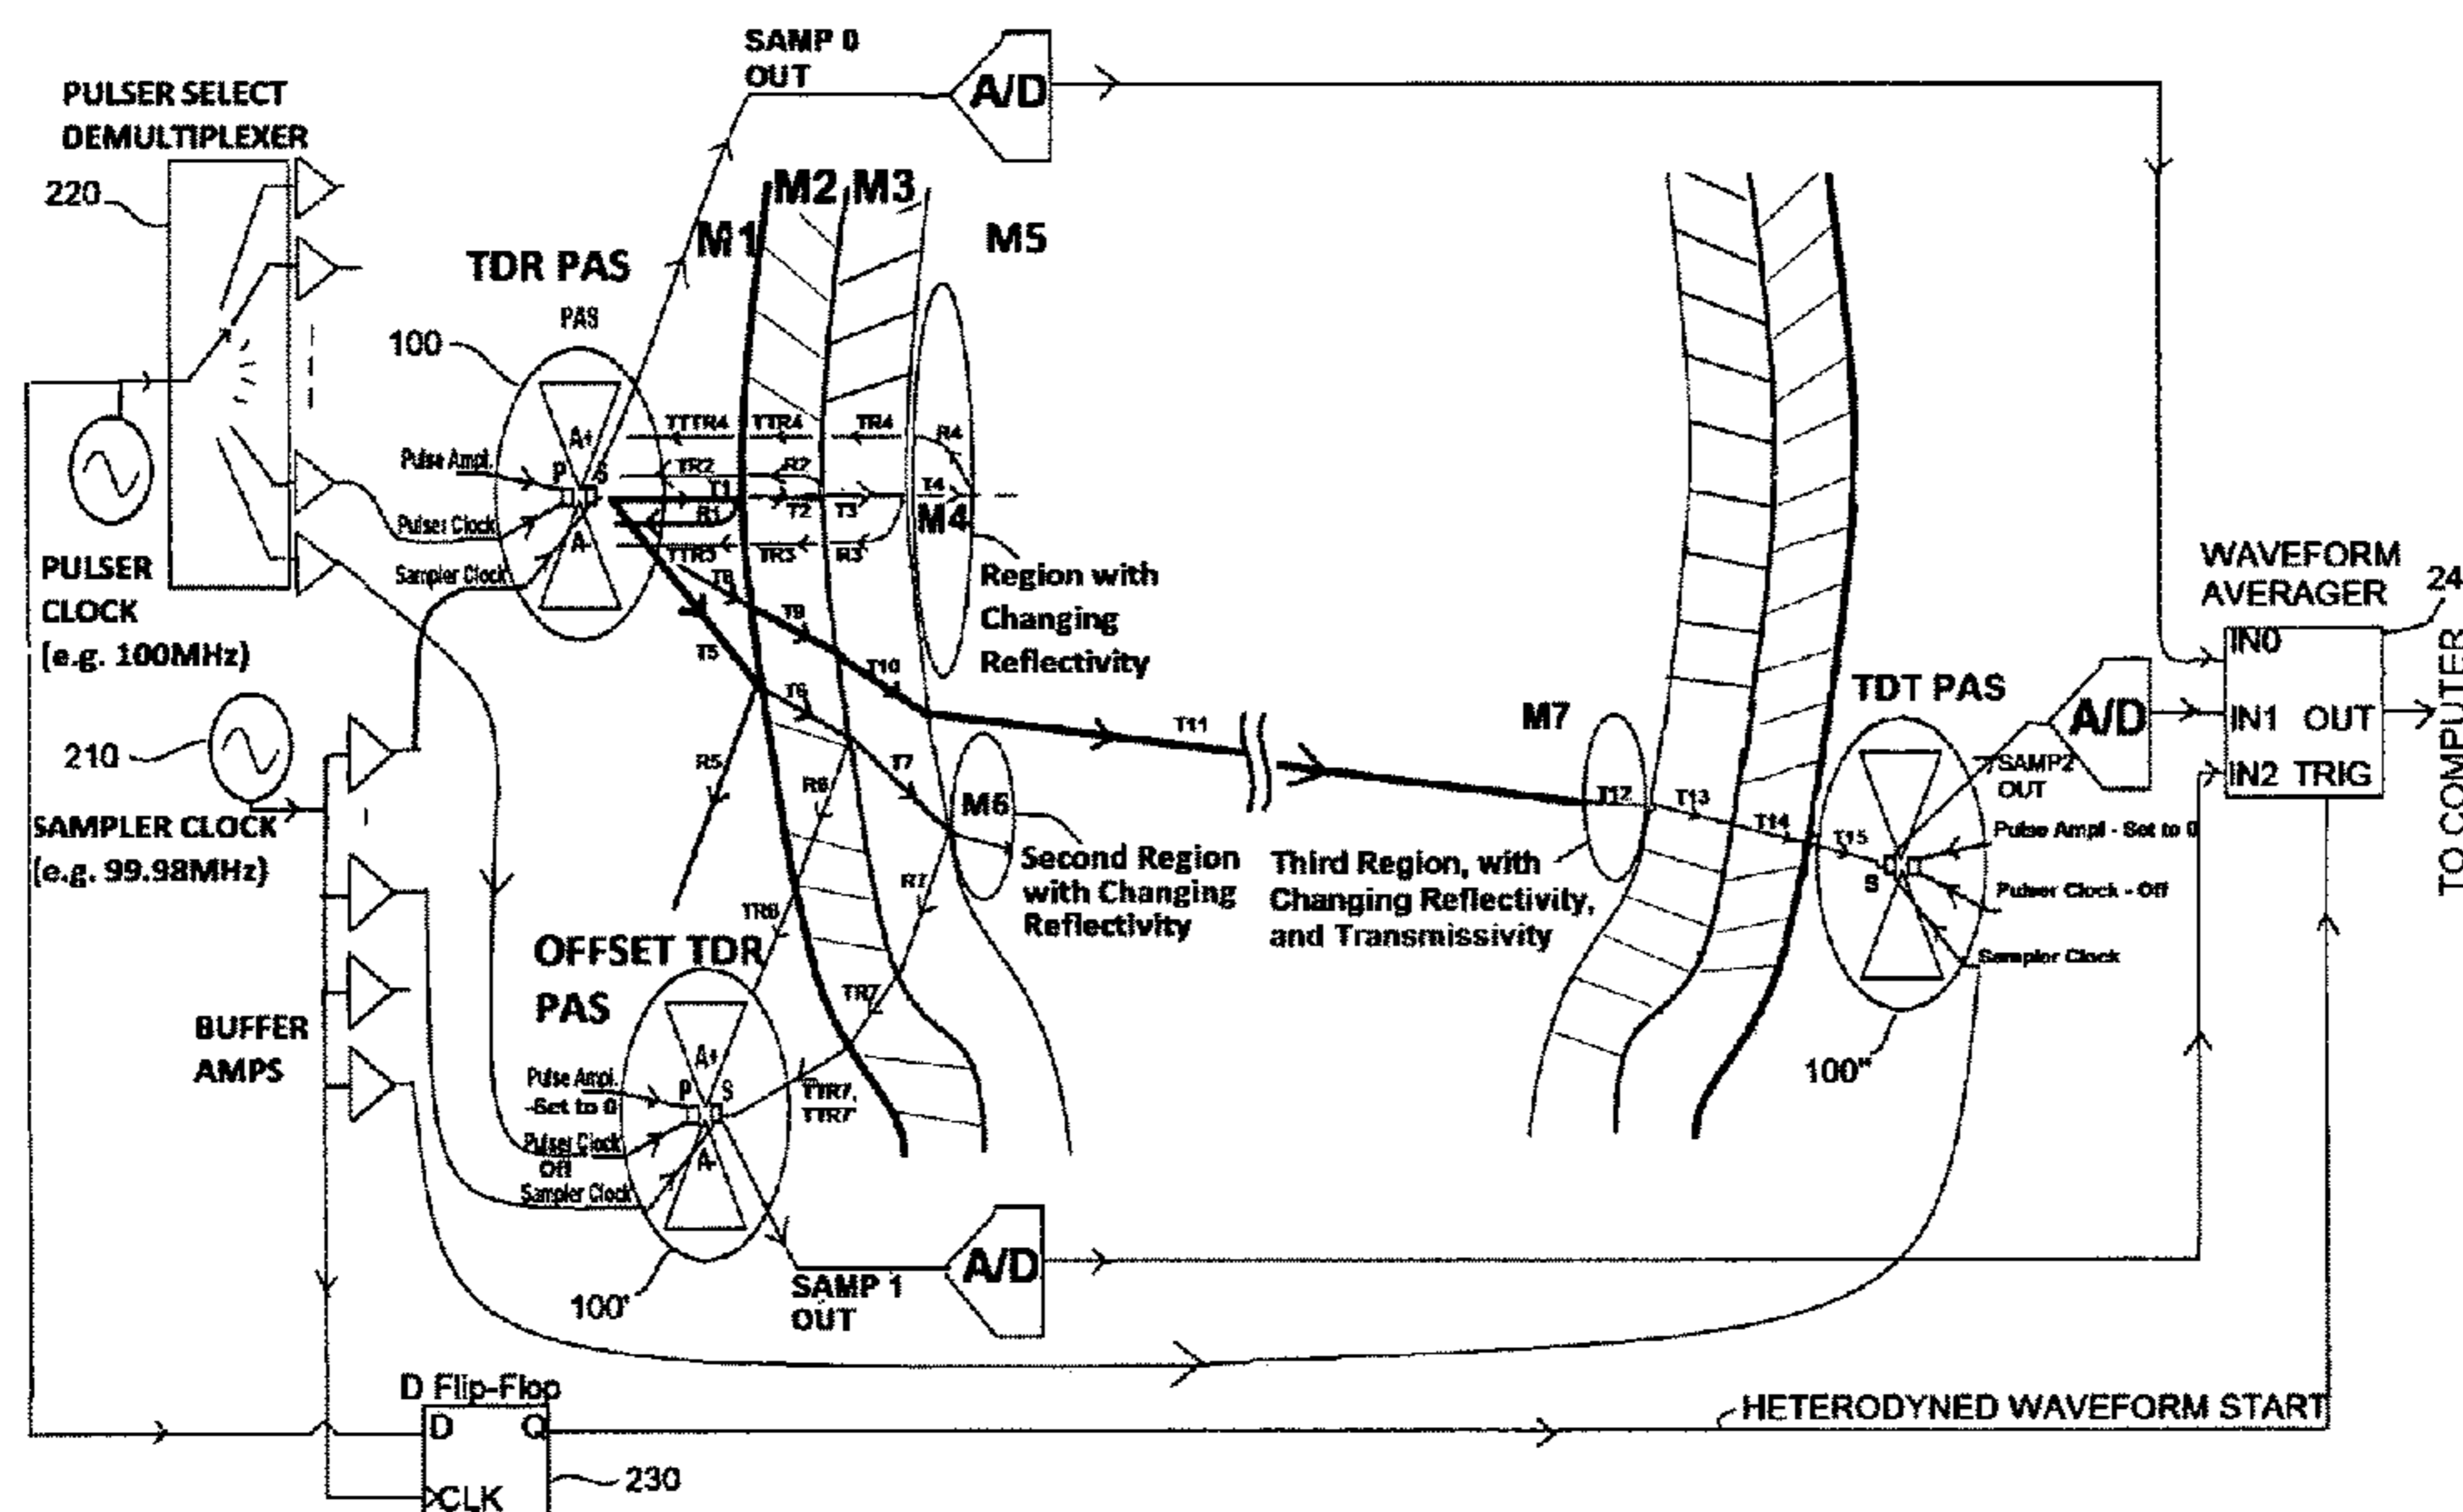 SAMP 0
OUT
A/D
PULSER SELECT
DEMULTIPLEXER
220
M1
M2
M3
M5
TDR PAS
PAS
100
A+
P
S
A-
Pulse Ampl.
Pulser Clock
Sampler Clock
TTTR4
TTR4
TR4
R4
TR2
R2
T1
T2
T3
T4
M4
R1
TTR3
TR3
R3
PULSER
CLOCK
(e.g. 100MHz)
Region with
Changing
Reflectivity
T8
T9
T10
T5
T6
T7
T11
210
SAMPLER CLOCK
(e.g. 99.98MHz)
R5
R6
R7
TR6
TR7
M6
Second Region
with Changing
Reflectivity
M7
Third Region, with
Changing Reflectivity,
and Transmissivity
T12
T13
T14
T15
TDT PAS
A/D
SAMP2
OUT
Pulse Ampl - Set to 0
Pulser Clock - Off
Sampler Clock
S
100"
WAVEFORM
AVERAGER
24
IN0
IN1 OUT
IN2 TRIG
TO COMPUTER
BUFFER
AMPS
OFFSET TDR
PAS
A+
P
S
A-
Pulse Ampl.
-Set to 0
Pulser Clock
Off
Sampler Clock
TTR7,
100'
SAMP 1
OUT
A/D
D Flip-Flop
D
Q
CLK
230
HETERODYNED WAVEFORM START